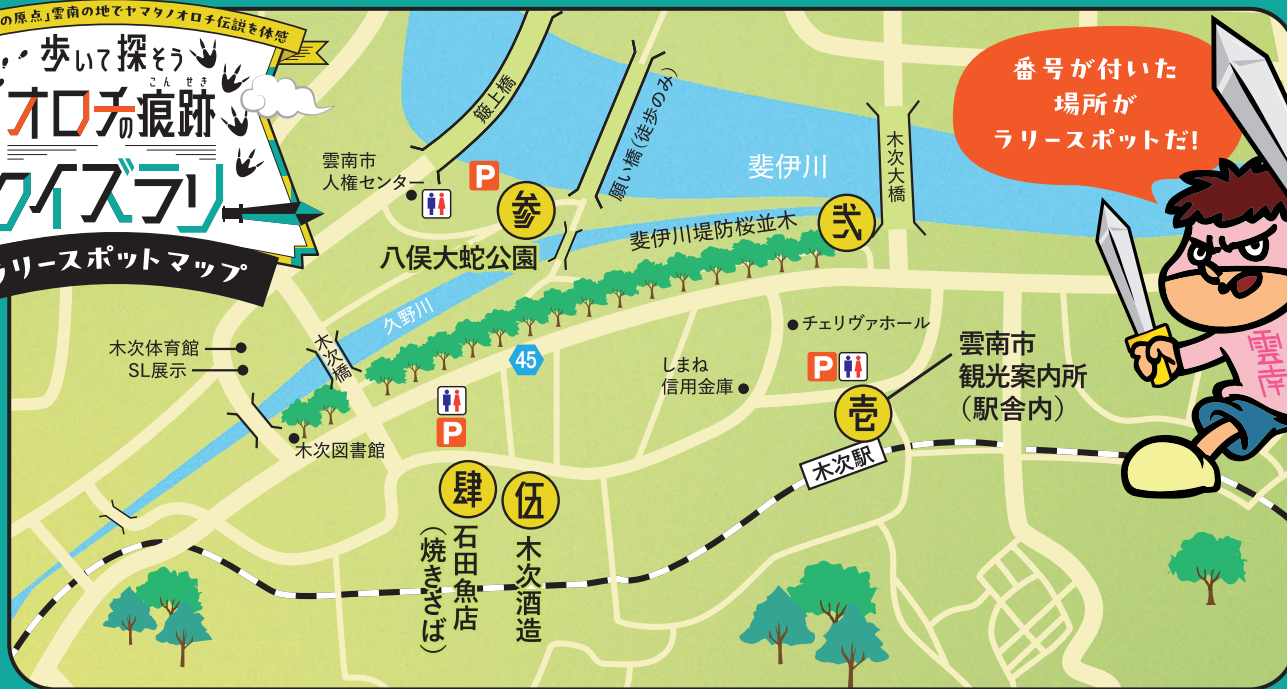 の原点」雲南の地でヤマタノオロチ伝説を体感
歩いて探そう
こんせき
オロチの痕跡
クイズラリー
ラリースポットマップ
番号が付いた
場所が
ラリースポットだ!
簸上橋
願い橋(徒歩のみ)
斐伊川
木次大橋
雲南市
人権センター
P
参
八俣大蛇公園
斐伊川堤防桜並木
弐
久野川
木次橋
45
木次体育館
SL展示
木次図書館
チェリヴァホール
しまね
信用金庫
P
壱
雲南市
観光案内所
(駅舎内)
木次駅
P
肆
石田魚店
(焼きさば)
伍
木次酒造
雲南